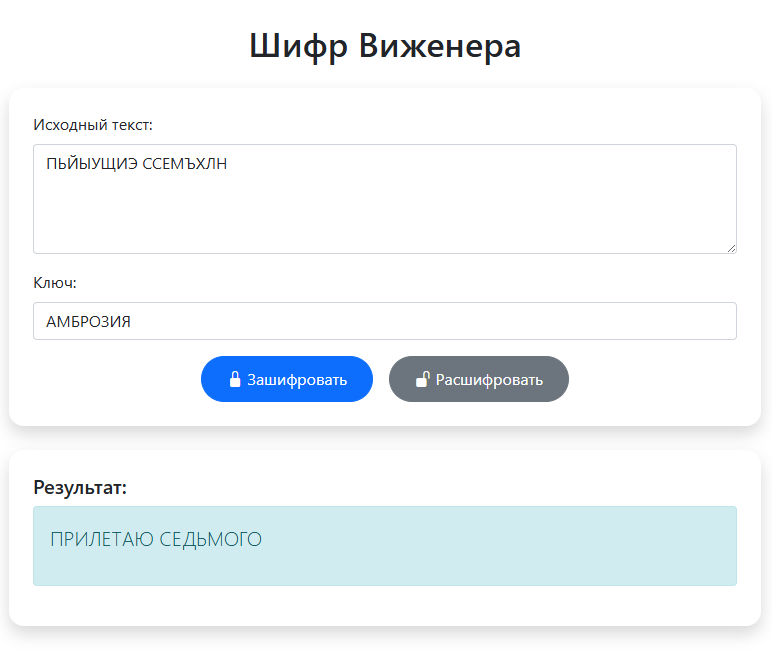 Шифр Виженера
Исходный текст:
ПЬЙЫУЩИЭ ССЕМЪХЛН
Ключ:
АМБРОЗИЯ
Зашифровать
Расшифровать
Результат:
ПРИЛЕТАЮ СЕДЬМОГО